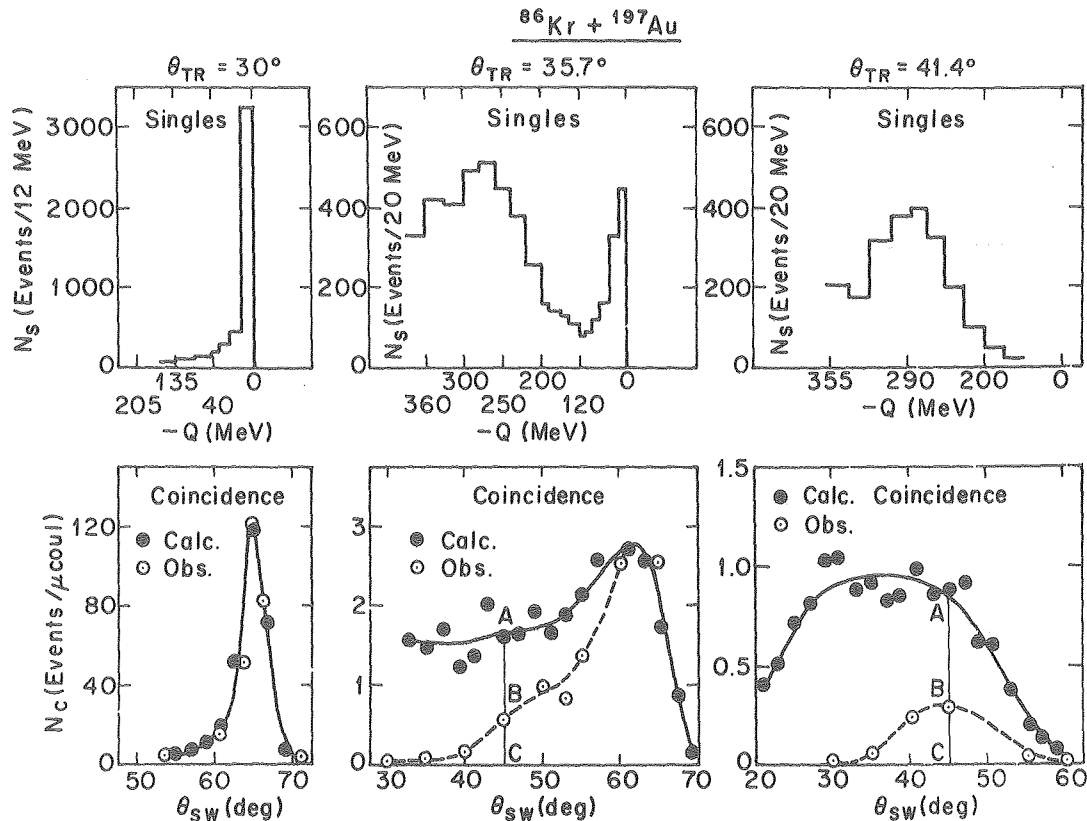 ⁸⁶Kr + ¹⁹⁷Au
θTR = 30°
θTR = 35.7°
θTR = 41.4°
Singles
Singles
Singles
NS (Events/12 MeV)
3000
2000
1000
0
NS (Events/20 MeV)
600
400
200
0
NS (Events/20 MeV)
600
400
200
0
135 0
205 40
-Q (MeV)
300 200 0
360 250 120
-Q (MeV)
355 290 200 0
-Q (MeV)
Coincidence
Calc.
Obs.
Coincidence
Calc.
Obs.
A
B
C
Calc. Coincidence
Obs.
A
B
C
NC (Events/μcoul)
120
80
40
0
3
2
1
0
1.5
1.0
0.5
0
50 60 70
θSW (deg)
30 40 50 60 70
θSW (deg)
20 30 40 50 60
θSW (deg)